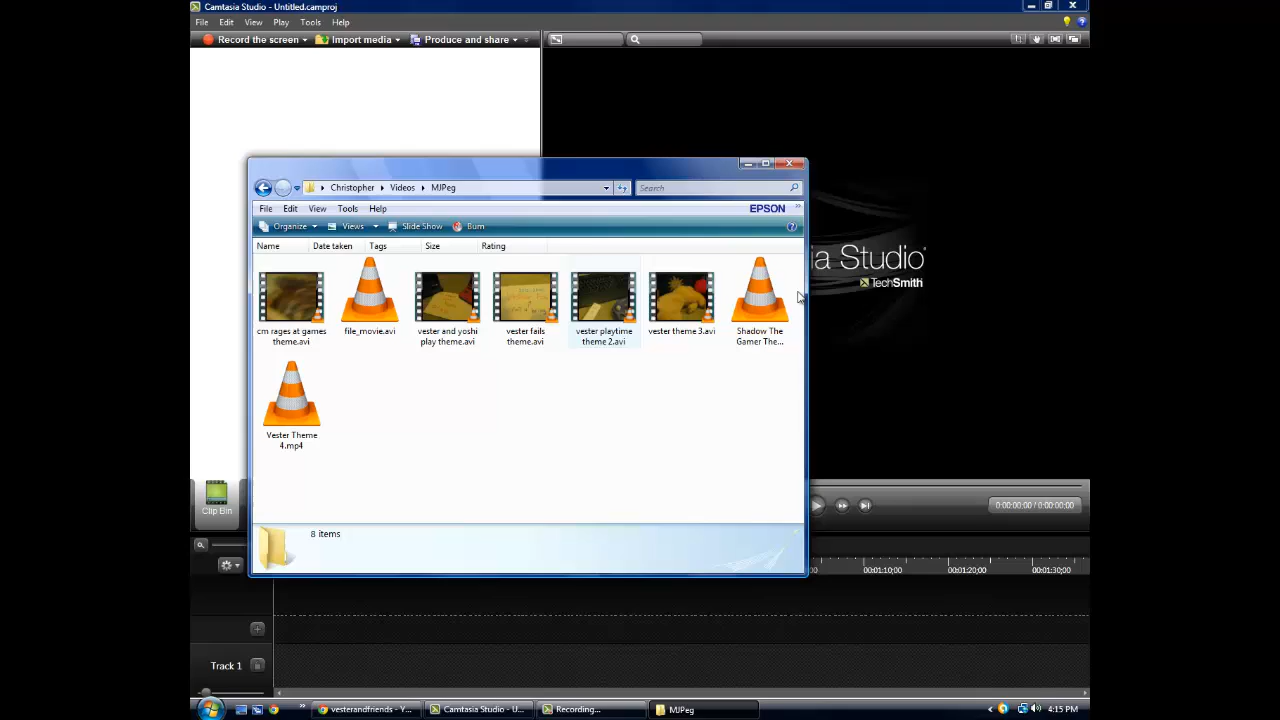 Camtasia Studio - Untitled.camproj
File Edit View Play Tools Help
Record the screen Import media Produce and share
Christopher Videos MJPeg
Search
File Edit View Tools Help
EPSON
Organize Views Slide Show Burn
Name Date taken Tags Size Rating
cm rages at games theme.avi
file_movie.avi
vester and yoshi play theme.avi
vester fails theme.avi
vester playtime theme 2.avi
vester theme 3.avi
Shadow The Gamer The...
Vester Theme 4.mp4
8 items
ia Studio
TechSmith
Clip Bin
0:00:00;00 / 0:00:00;00
00:01:10;00 00:01:20;00 00:01:30;00
Track 1
vesterandfriends - Y... Camtasia Studio - U... Recording... MJPeg
4:15 PM